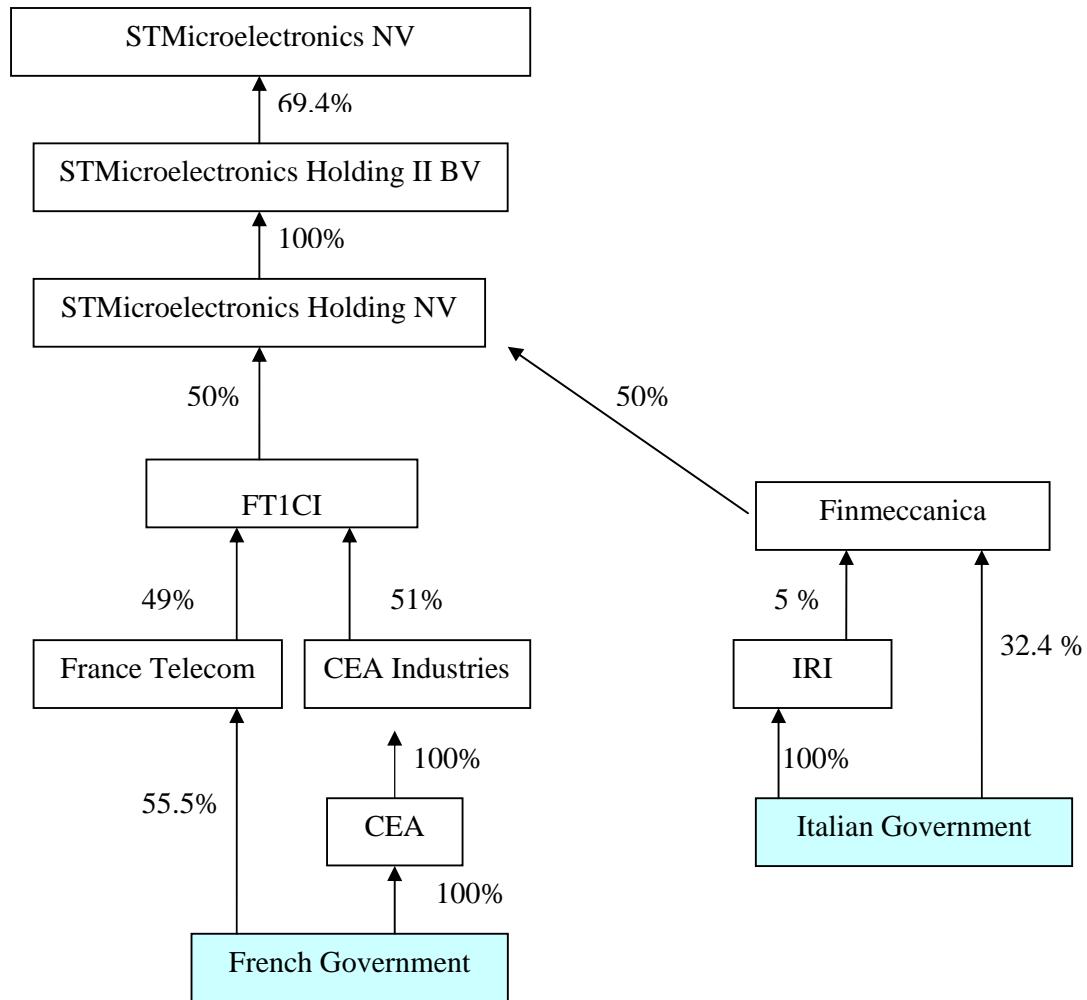 STMicroelectronics NV
69.4%
STMicroelectronics Holding II BV
100%
STMicroelectronics Holding NV
50%
50%
FT1CI
Finmeccanica
49%
51%
5 %
32.4 %
France Telecom
CEA Industries
IRI
100%
100%
55.5%
CEA
Italian Government
100%
French Government